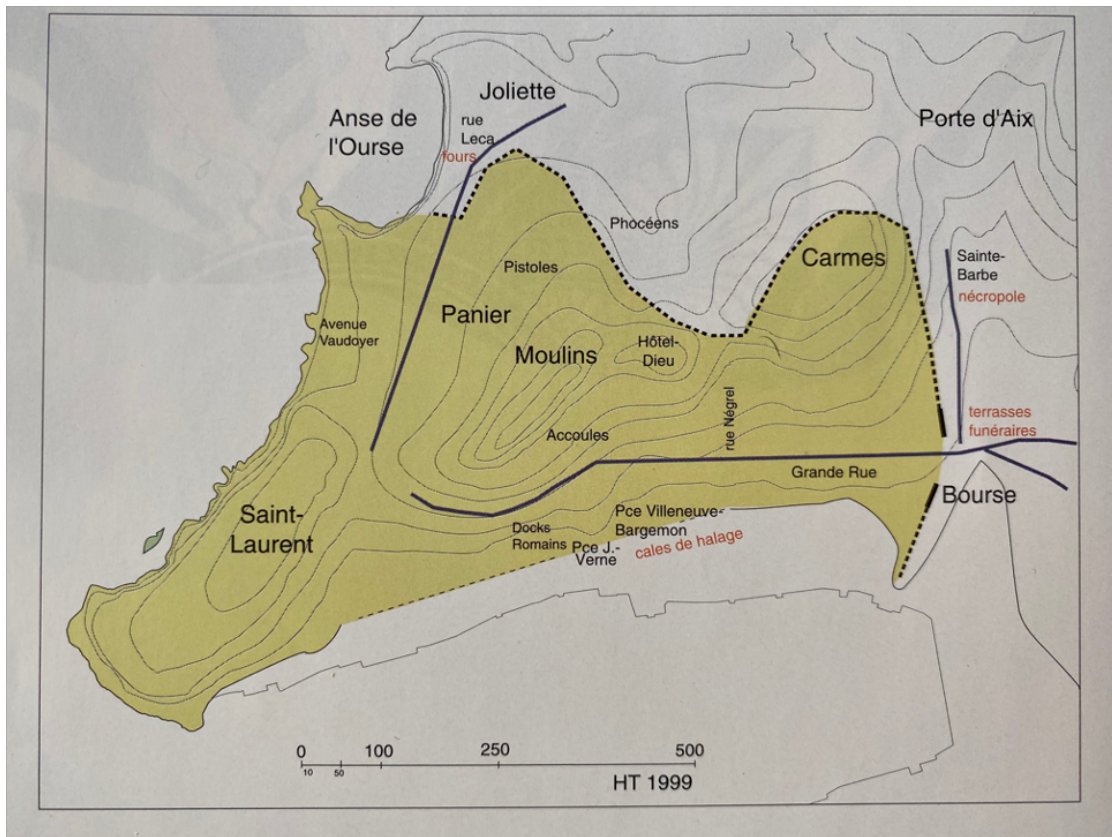 Joliette
Anse de
l'Ourse
rue
Leca
fours
Porte d'Aix
Phocéens
Carmes
Sainte-
Barbe
nécropole
Pistoles
Panier
Avenue
Vaudoyer
Moulins
Hôtel-
Dieu
rue Négrel
terrasses
funéraires
Accoules
Grande Rue
Bourse
Saint-
Laurent
Docks
Romains
Pce Villeneuve-
Bargemon
Pce J.-
Verne
cales de halage
0 100 250 500
10 50
HT 1999